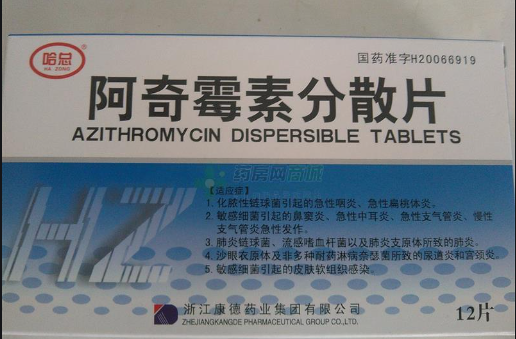 哈总
HA ZONG
国药准字H20066919
阿奇霉素分散片
AZITHROMYCIN DISPERSIBLE TABLETS
药房网商城
【适应症】
1. 化脓性链球菌引起的急性咽炎、急性扁桃体炎。
2. 敏感细菌引起的鼻窦炎、急性中耳炎、急性支气管炎、慢性
支气管炎急性发作。
3. 肺炎链球菌、流感嗜血杆菌以及肺炎支原体所致的肺炎。
4. 沙眼衣原体及非多种耐药淋病奈瑟菌所致的尿道炎和宫颈炎。
5. 敏感细菌引起的皮肤软组织感染。
HZ
浙江康德药业集团有限公司
ZHEJIANGKANGDE PHARMACEUTICAL GROUP CO.,LTD.
12片